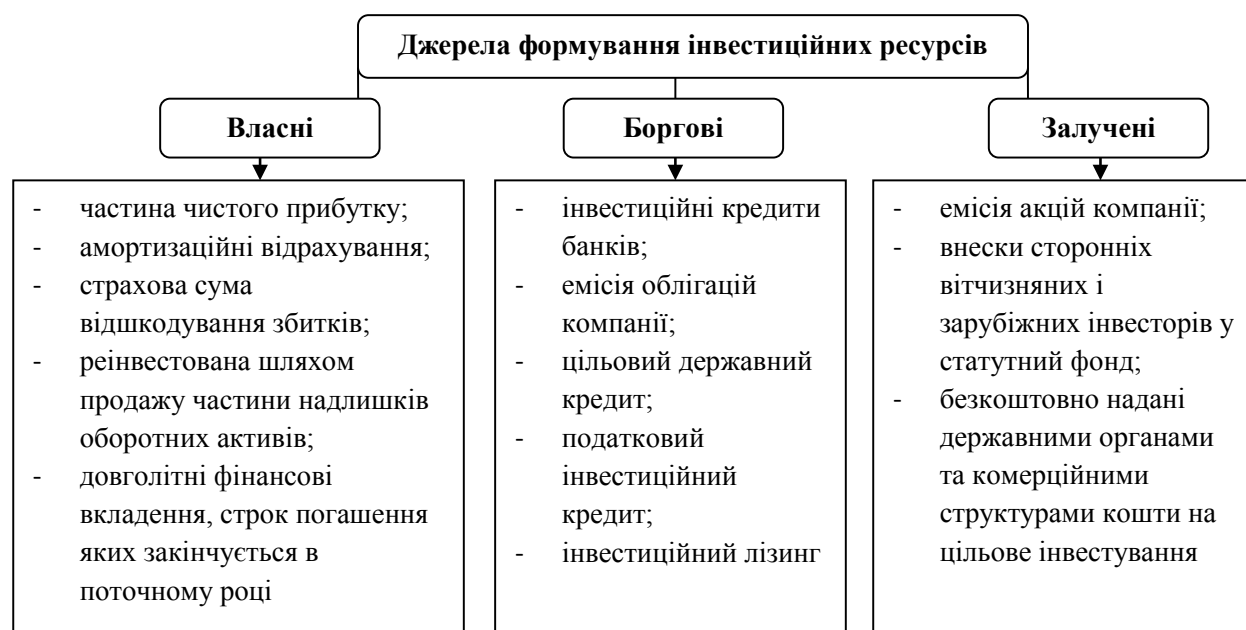 Джерела формування інвестиційних ресурсів
Власні
Боргові
Залучені
- частина чистого прибутку;
- амортизаційні відрахування;
- страхова сума
відшкодування збитків;
- реінвестована шляхом
продажу частини надлишків
оборотних активів;
- довголітні фінансові
вкладення, строк погашення
яких закінчується в
поточному році
- інвестиційні кредити
банків;
- емісія облігацій
компанії;
- цільовий державний
кредит;
- податковий
інвестиційний
кредит;
- інвестиційний лізинг
- емісія акцій компанії;
- внески сторонніх
вітчизняних і
зарубіжних інвесторів у
статутний фонд;
- безкоштовно надані
державними органами
та комерційними
структурами кошти на
цільове інвестування